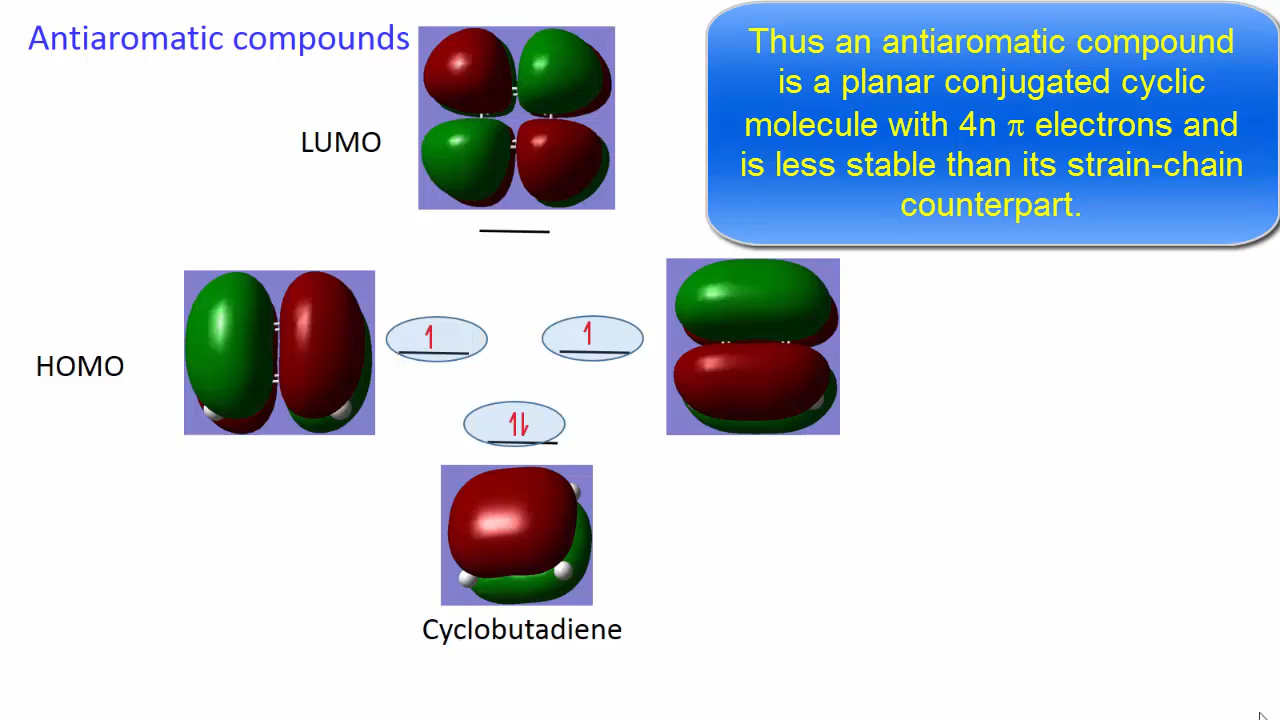 Antiaromatic compounds
Thus an antiaromatic compound
is a planar conjugated cyclic
molecule with 4n π electrons and
is less stable than its strain-chain
counterpart.
LUMO
HOMO
Cyclobutadiene